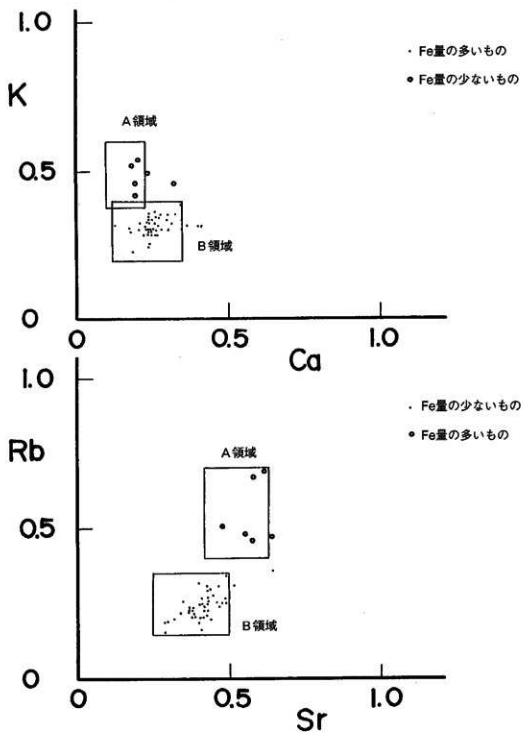 1.0
・Fe量の多いもの
K
● Fe量の少ないもの
A領域
0.5
B領域
0
0 0.5 1.0
Ca
1.0
・Fe量の少ないもの
● Fe量の多いもの
Rb
A領域
0.5
B領域
0
0 0.5 1.0
Sr